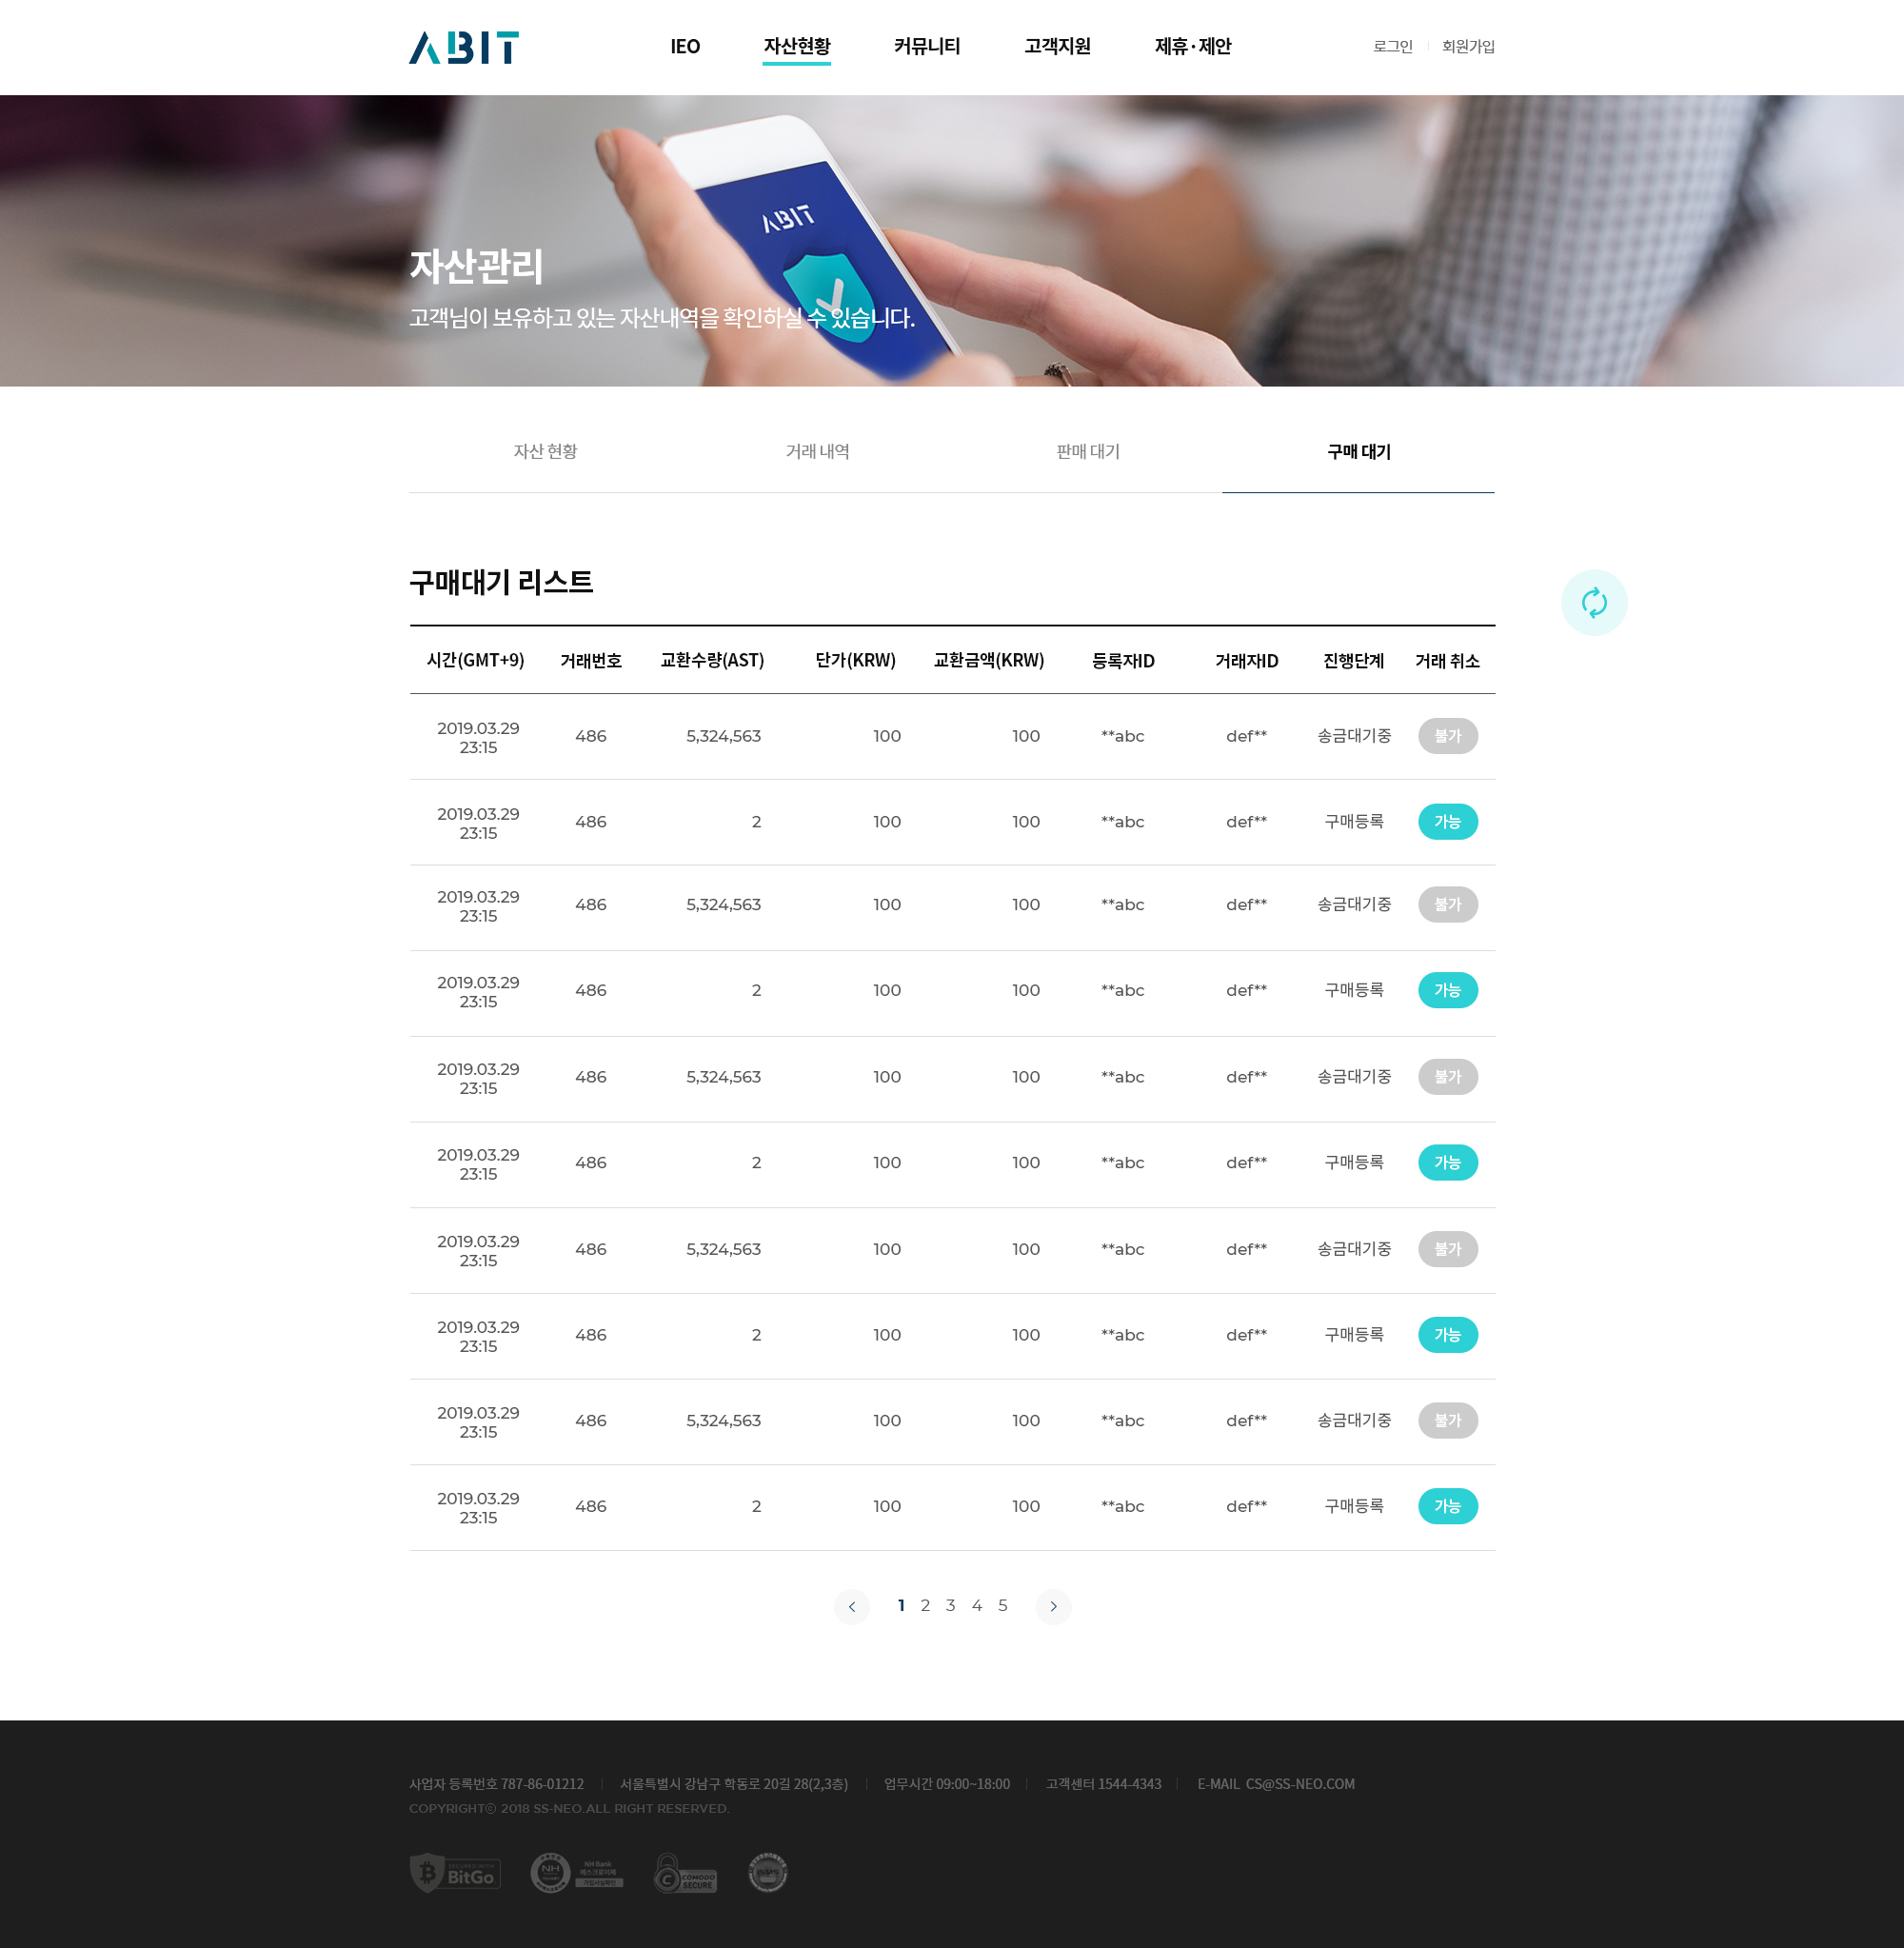 ABIT
IEO 자산현황 커뮤니티 고객지원 제휴·제안 로그인 회원가입
ABIT
자산관리
고객님이 보유하고 있는 자산내역을 확인하실 수 있습니다.
자산 현황 거래 내역 판매 대기 구매 대기
구매대기 리스트
시간(GMT+9) 거래번호 교환수량(AST) 단가(KRW) 교환금액(KRW) 등록자ID 거래자ID 진행단계 거래 취소
2019.03.29
23:15 486 5,324,563 100 100 **abc def** 송금대기중 불가
2019.03.29
23:15 486 2 100 100 **abc def** 구매등록 가능
2019.03.29
23:15 486 5,324,563 100 100 **abc def** 송금대기중 불가
2019.03.29
23:15 486 2 100 100 **abc def** 구매등록 가능
2019.03.29
23:15 486 5,324,563 100 100 **abc def** 송금대기중 불가
2019.03.29
23:15 486 2 100 100 **abc def** 구매등록 가능
2019.03.29
23:15 486 5,324,563 100 100 **abc def** 송금대기중 불가
2019.03.29
23:15 486 2 100 100 **abc def** 구매등록 가능
2019.03.29
23:15 486 5,324,563 100 100 **abc def** 송금대기중 불가
2019.03.29
23:15 486 2 100 100 **abc def** 구매등록 가능
1 2 3 4 5
사업자 등록번호 787-86-01212 서울특별시 강남구 학동로 20길 28(2,3층) 업무시간 09:00~18:00 고객센터 1544-4343 E-MAIL CS@SS-NEO.COM
COPYRIGHT© 2018 SS-NEO.ALL RIGHT RESERVED.
SECURED WITH
BitGo
NH
NH Bank
에스크로이체
가입사실확인
COMODO
SECURE